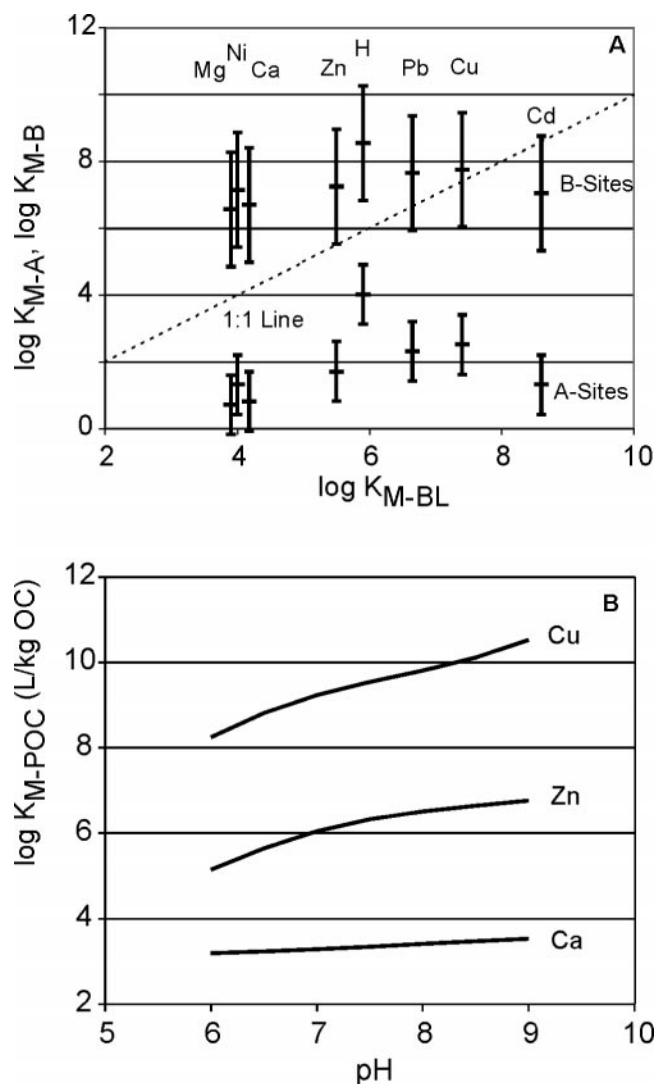 12
A
Ni
H
Mg Ca Zn Pb Cu
Cd
8
B-Sites
log K_M-A, log K_M-B
4
1:1 Line
A-Sites
0
2 4 6 8 10
log K_M-BL
12
B
Cu
10
log K_M-POC (L/kg OC)
8
Zn
6
4
Ca
2
5 6 7 8 9 10
pH